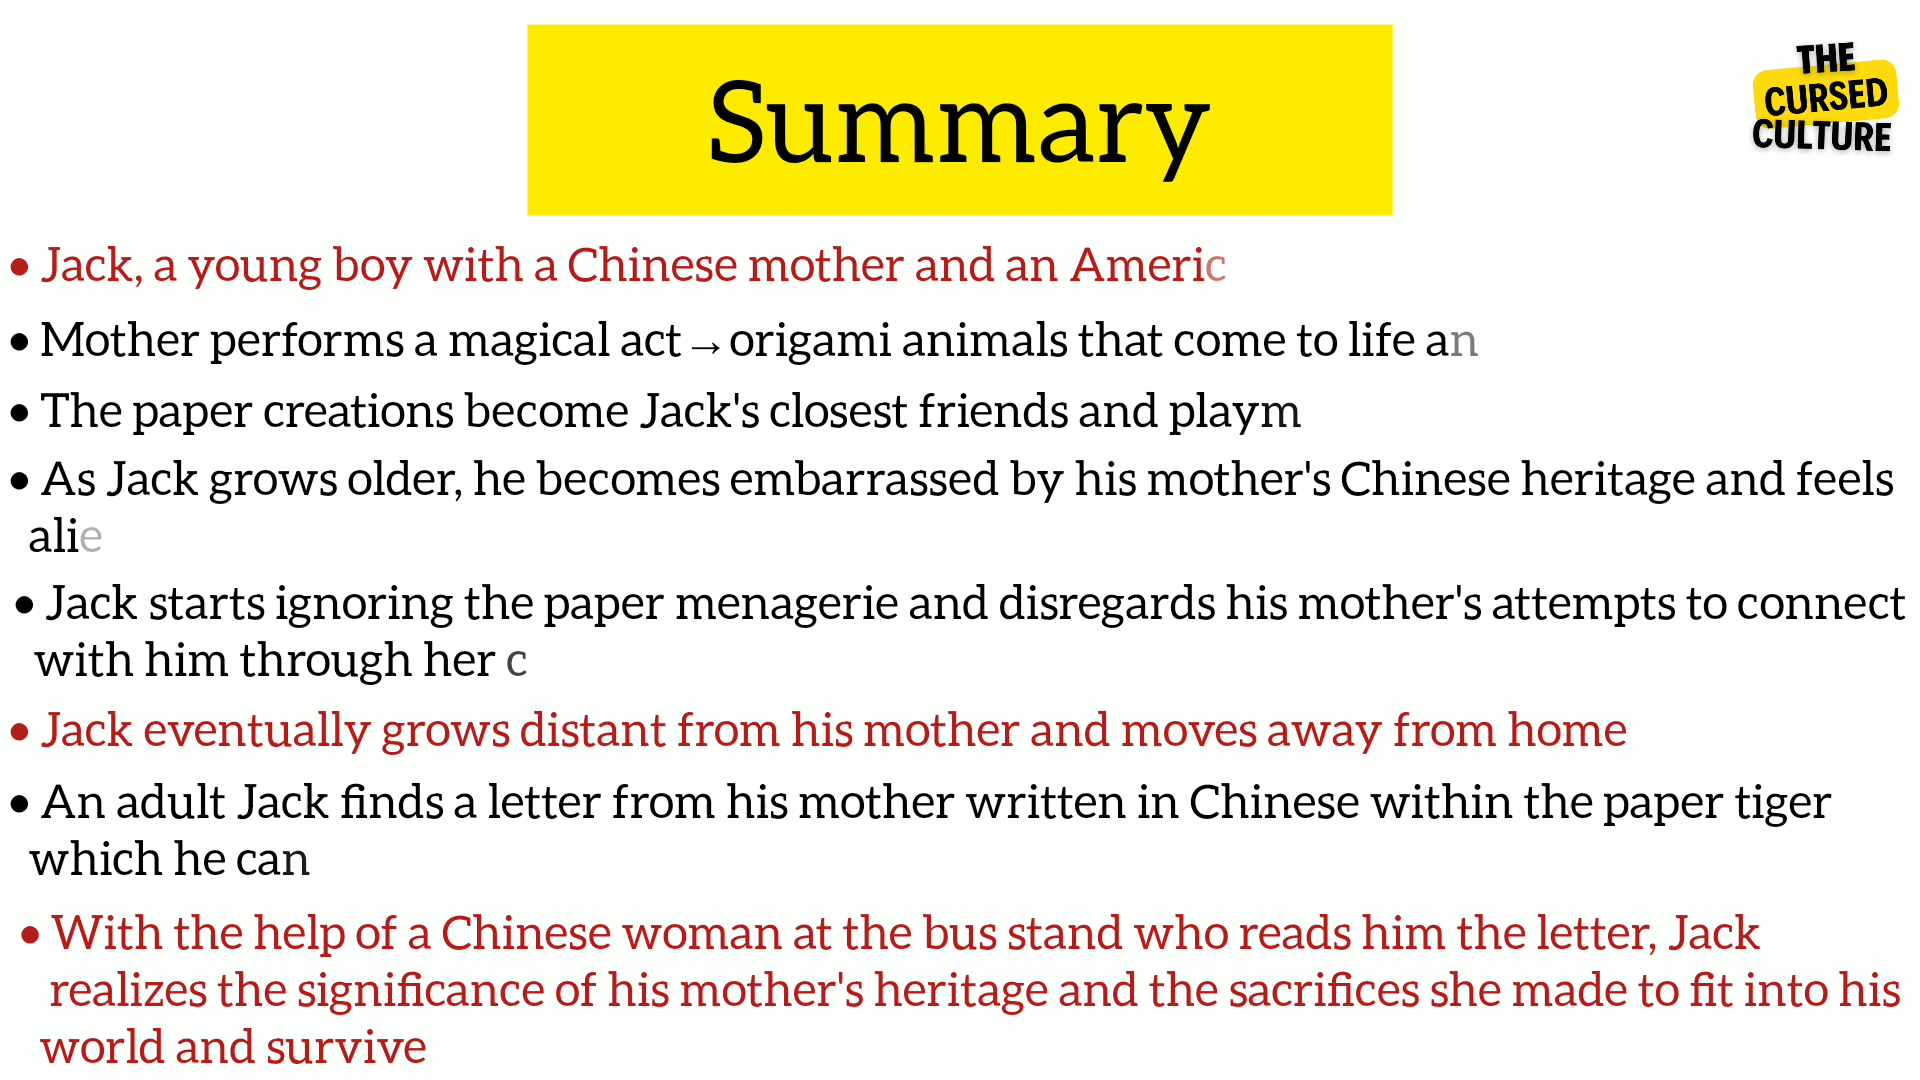 Summary
THE
CURSED
CULTURE
• Jack, a young boy with a Chinese mother and an Americ
• Mother performs a magical act→origami animals that come to life an
• The paper creations become Jack's closest friends and playm
• As Jack grows older, he becomes embarrassed by his mother's Chinese heritage and feels
alie
• Jack starts ignoring the paper menagerie and disregards his mother's attempts to connect
with him through her c
• Jack eventually grows distant from his mother and moves away from home
• An adult Jack finds a letter from his mother written in Chinese within the paper tiger
which he can
• With the help of a Chinese woman at the bus stand who reads him the letter, Jack
realizes the significance of his mother's heritage and the sacrifices she made to fit into his
world and survive